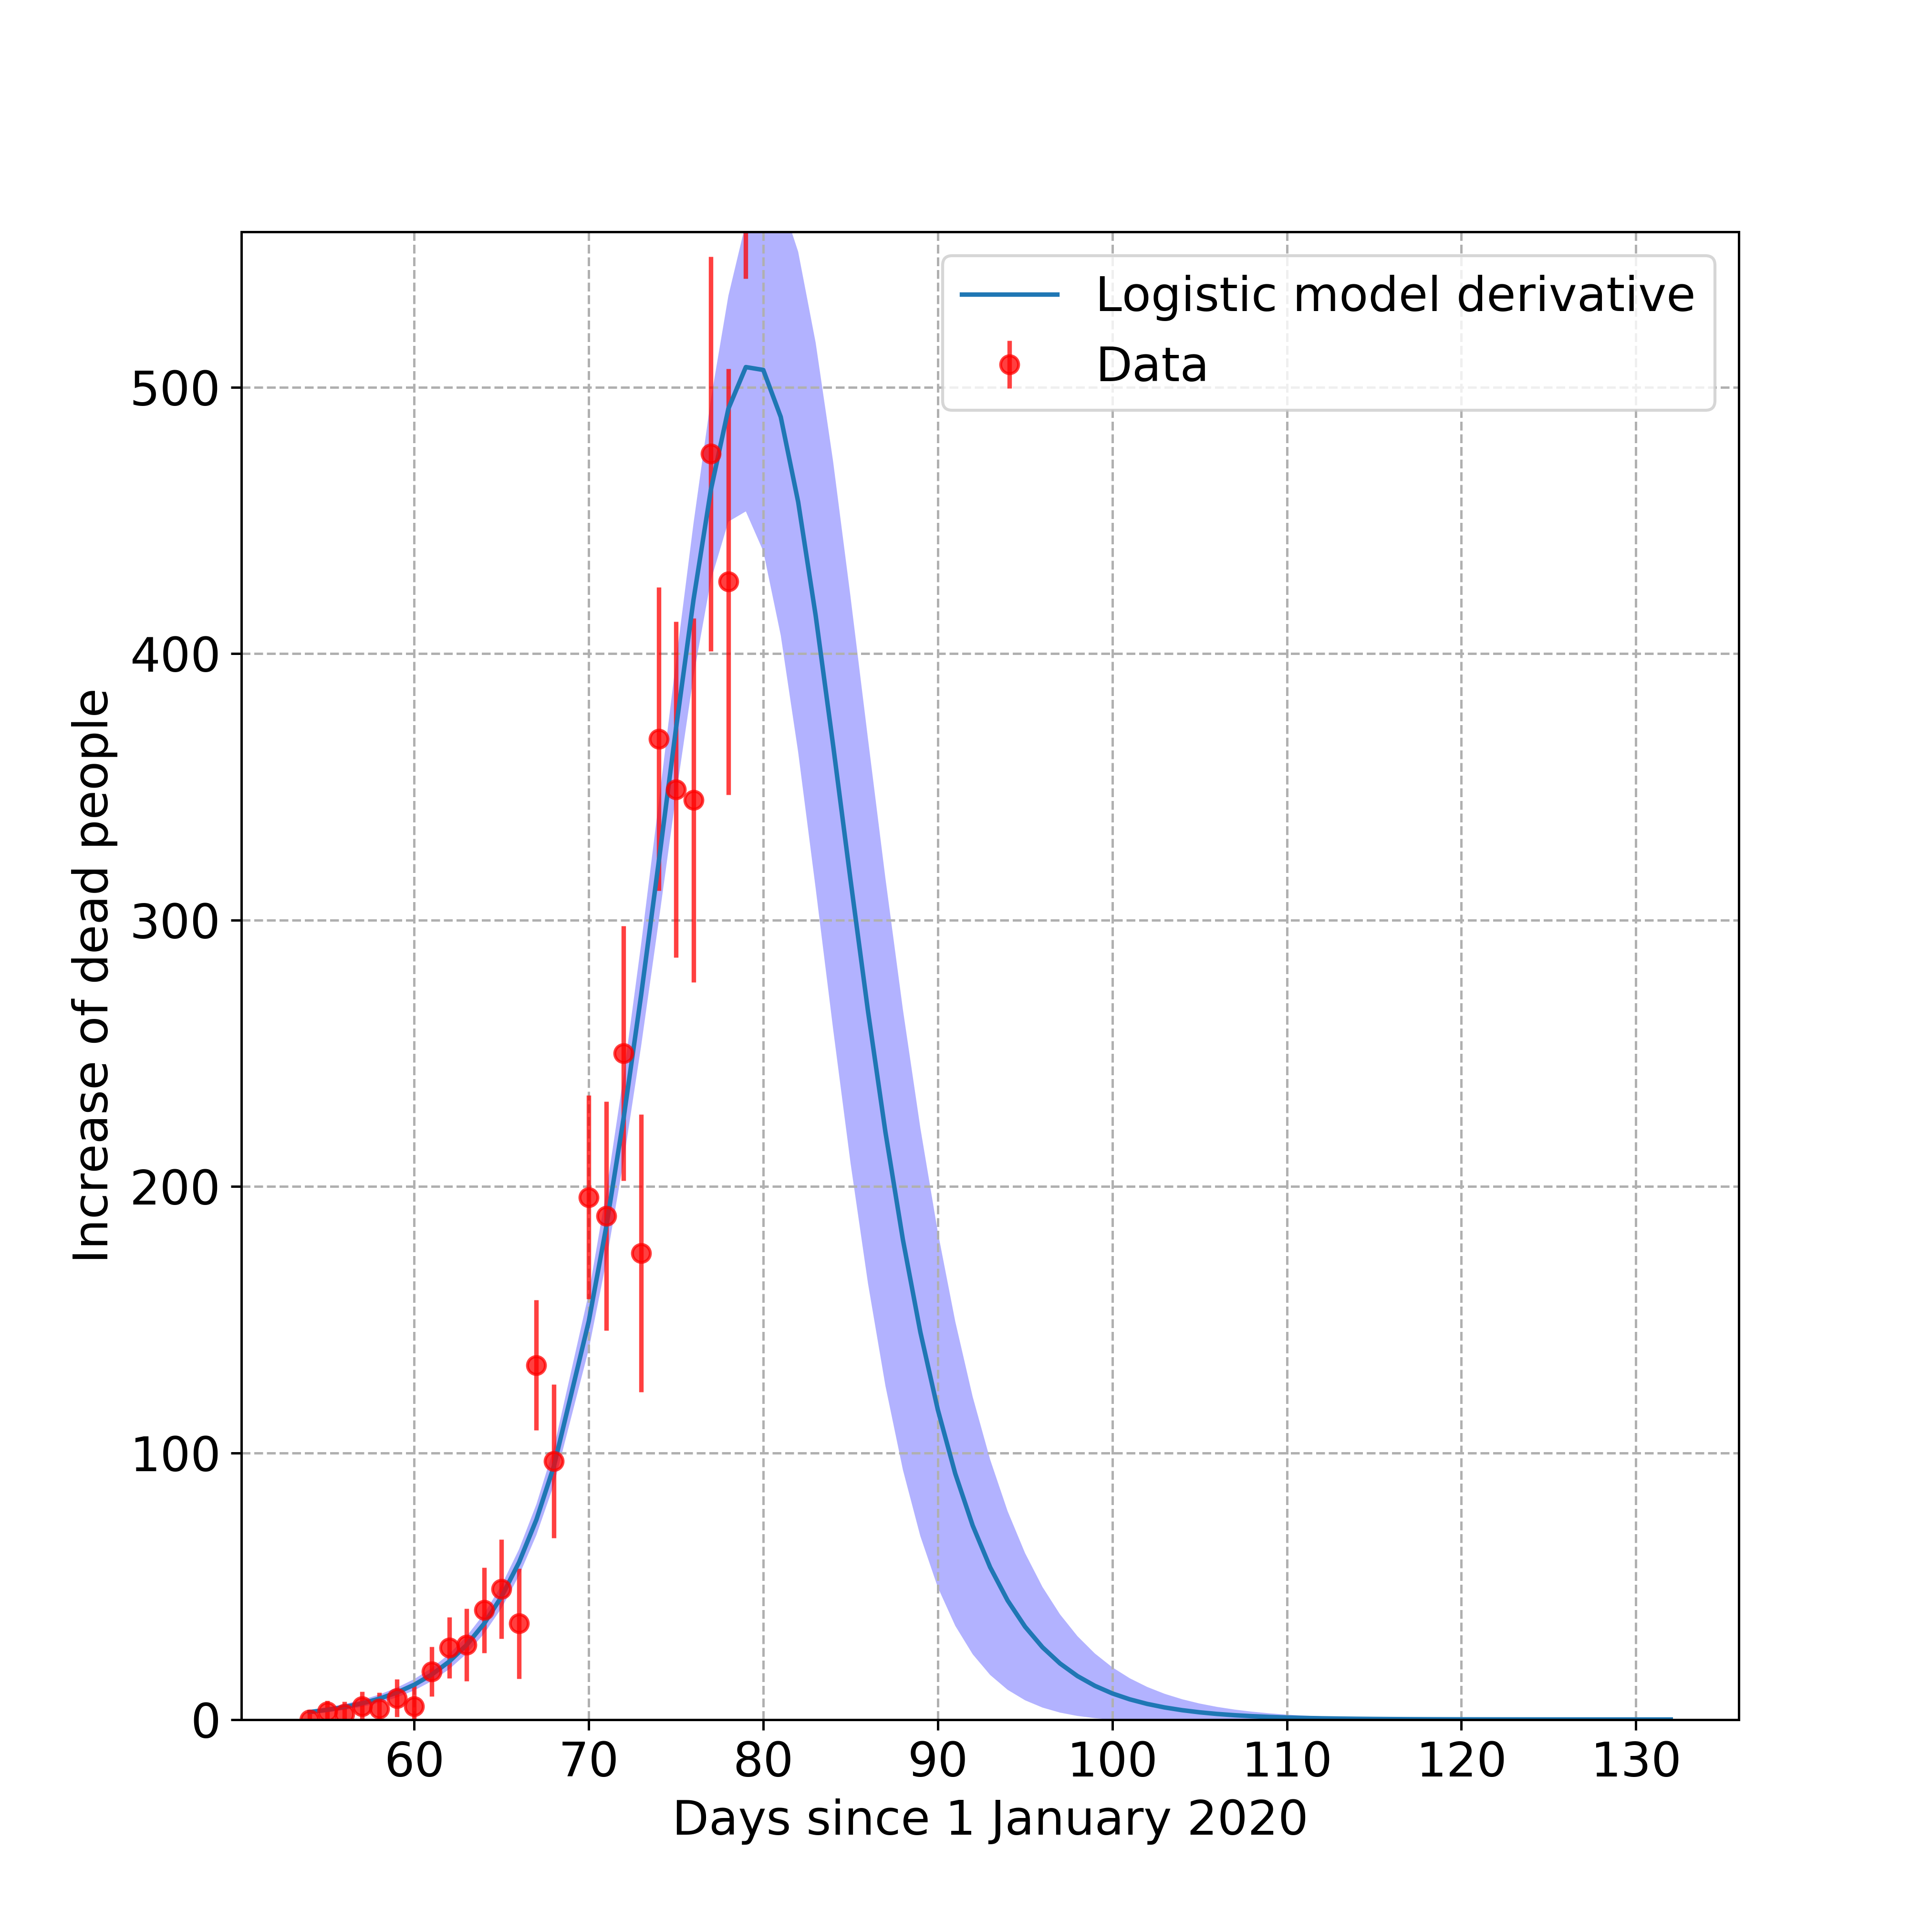 Logistic model derivative
Data
Increase of dead people
500
400
300
200
100
0
60 70 80 90 100 110 120 130
Days since 1 January 2020